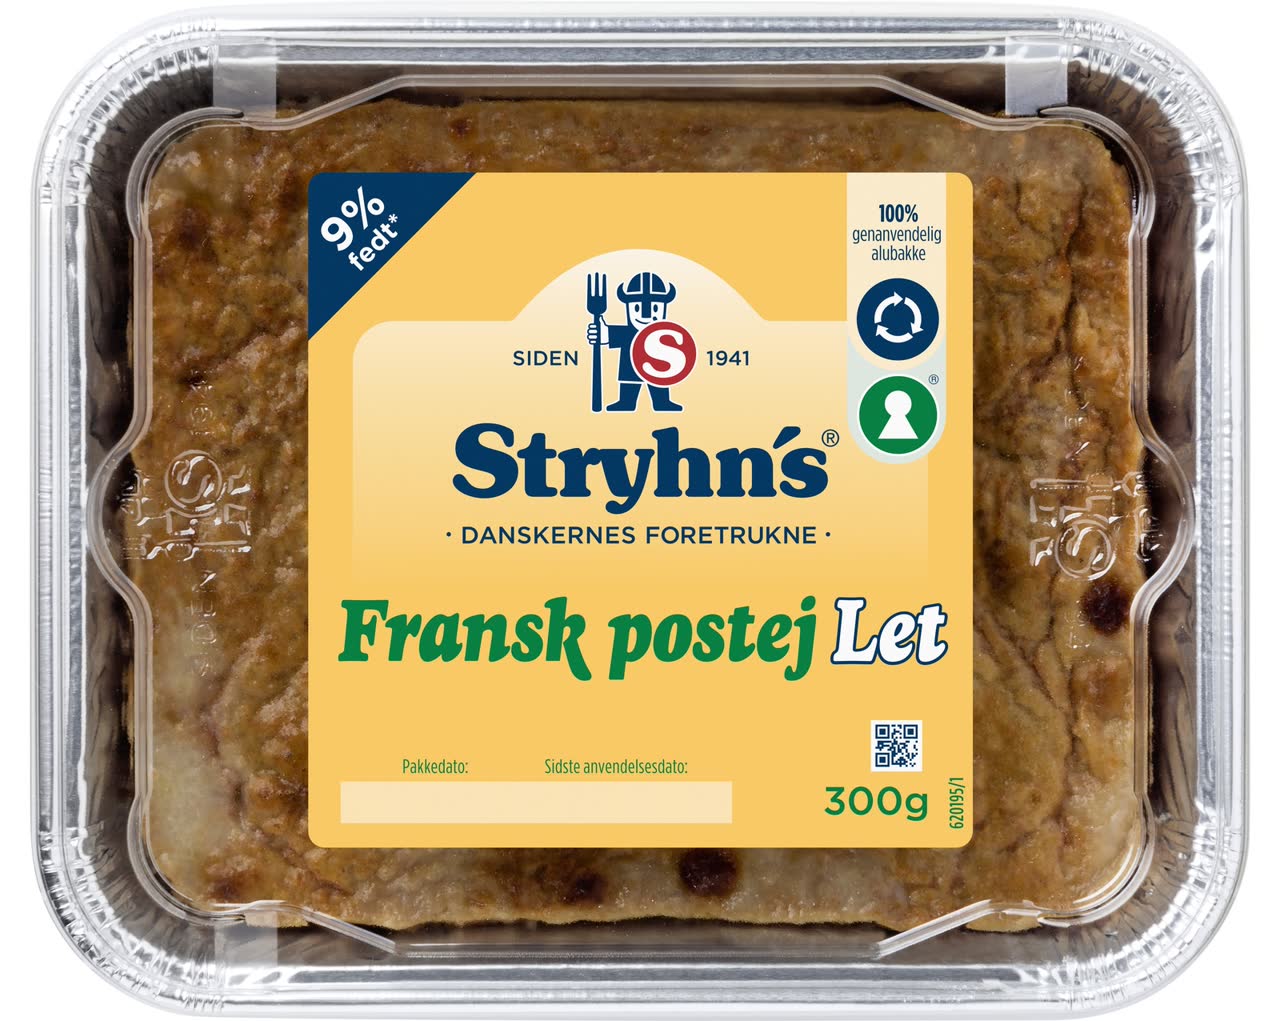 9%
fedt*
100%
genanvendelig
alubakke
SIDEN S 1941
®
Stryhn's®
· DANSKERNES FORETRUKNE ·
Fransk postej Let
Pakkedato: Sidste anvendelsesdato:
300g
620195/1